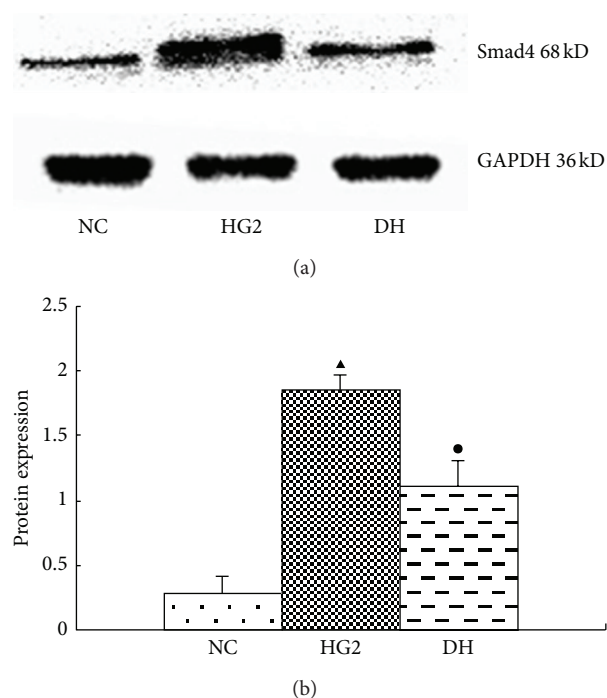 Smad4 68 kD
GAPDH 36 kD
NC HG2 DH
(a)
2.5
2
1.5
1
0.5
0
Protein expression
NC HG2 DH
(b)